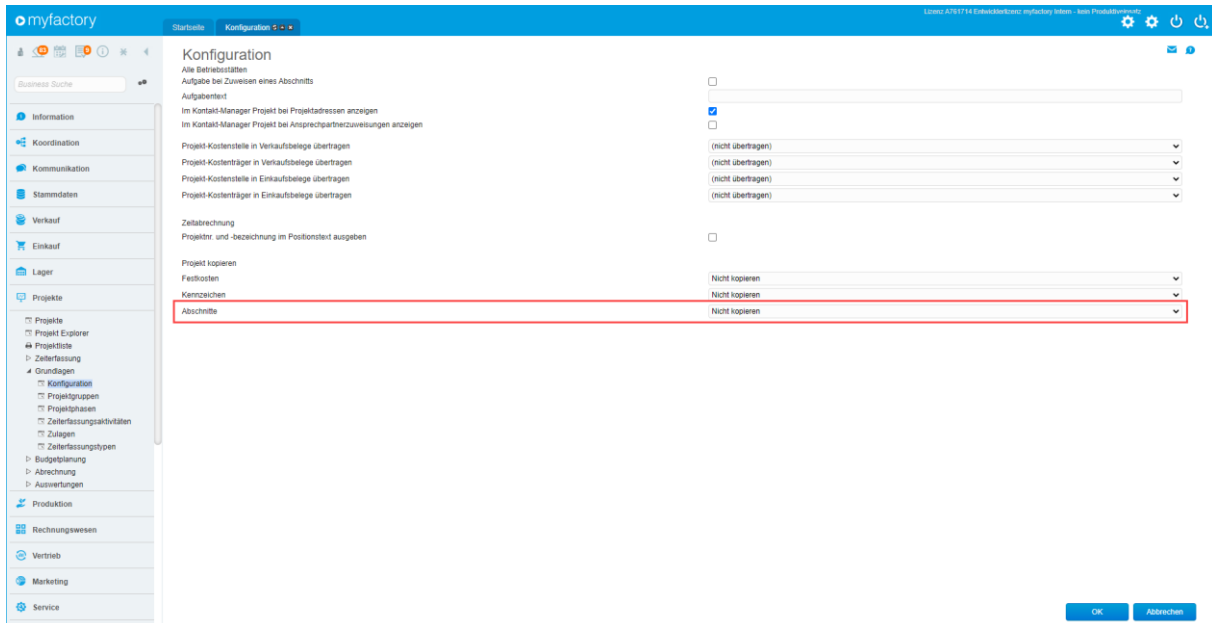 Lizenz A781714 Entwicklerlizenz myfactory Intern - kein Produktiveinsatz
myfactory
Startseite
Konfiguration
Business Suche
Information
Koordination
Kommunikation
Stammdaten
Verkauf
Einkauf
Lager
Projekte
Projekte
Projekt Explorer
Projektliste
Zeiterfassung
Grundlagen
Konfiguration
Projektgruppen
Projektphasen
Zeiterfassungsaktivitäten
Zulagen
Zeiterfassungstypen
Budgetplanung
Abrechnung
Auswertungen
Produktion
Rechnungswesen
Vertrieb
Marketing
Service
Konfiguration
Alle Betriebsstätten
Aufgabe bei Zuweisen eines Abschnitts
Aufgabentext
Im Kontakt-Manager Projekt bei Projektadressen anzeigen
Im Kontakt-Manager Projekt bei Ansprechpartnerzuweisungen anzeigen
Projekt-Kostenstelle in Verkaufsbelege übertragen (nicht übertragen)
Projekt-Kostenträger in Verkaufsbelege übertragen (nicht übertragen)
Projekt-Kostenstelle in Einkaufsbelege übertragen (nicht übertragen)
Projekt-Kostenträger in Einkaufsbelege übertragen (nicht übertragen)
Zeitabrechnung
Projektnr. und -bezeichnung im Positionstext ausgeben
Projekt kopieren
Festkosten Nicht kopieren
Kennzeichen Nicht kopieren
Abschnitte Nicht kopieren
OK Abbrechen